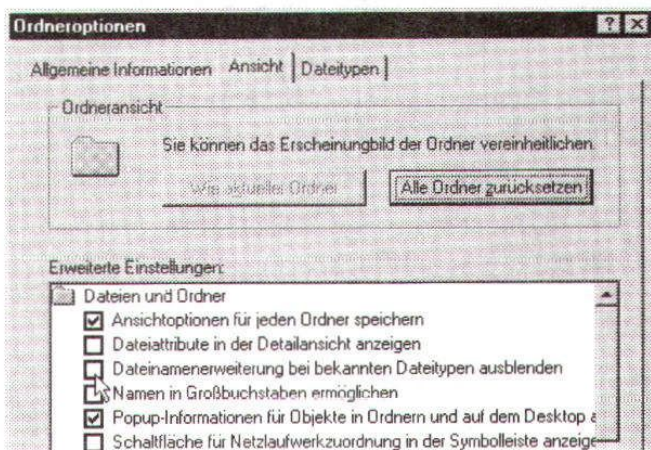 Ordneroptionen
Allgemeine Informationen Ansicht Dateitypen
Ordneransicht
Sie können das Erscheinungbild der Ordner vereinheitlichen.
Wie aktueller Ordner Alle Ordner zurücksetzen
Erweiterte Einstellungen:
Dateien und Ordner
Ansichtoptionen für jeden Ordner speichern
Dateiattribute in der Detailansicht anzeigen
Dateinamenerweiterung bei bekannten Dateitypen ausblenden
Namen in Großbuchstaben ermöglichen
Popup-Informationen für Objekte in Ordnern und auf dem Desktop a
Schaltfläche für Netzlaufwerkzuordnung in der Symbolleiste anzeige